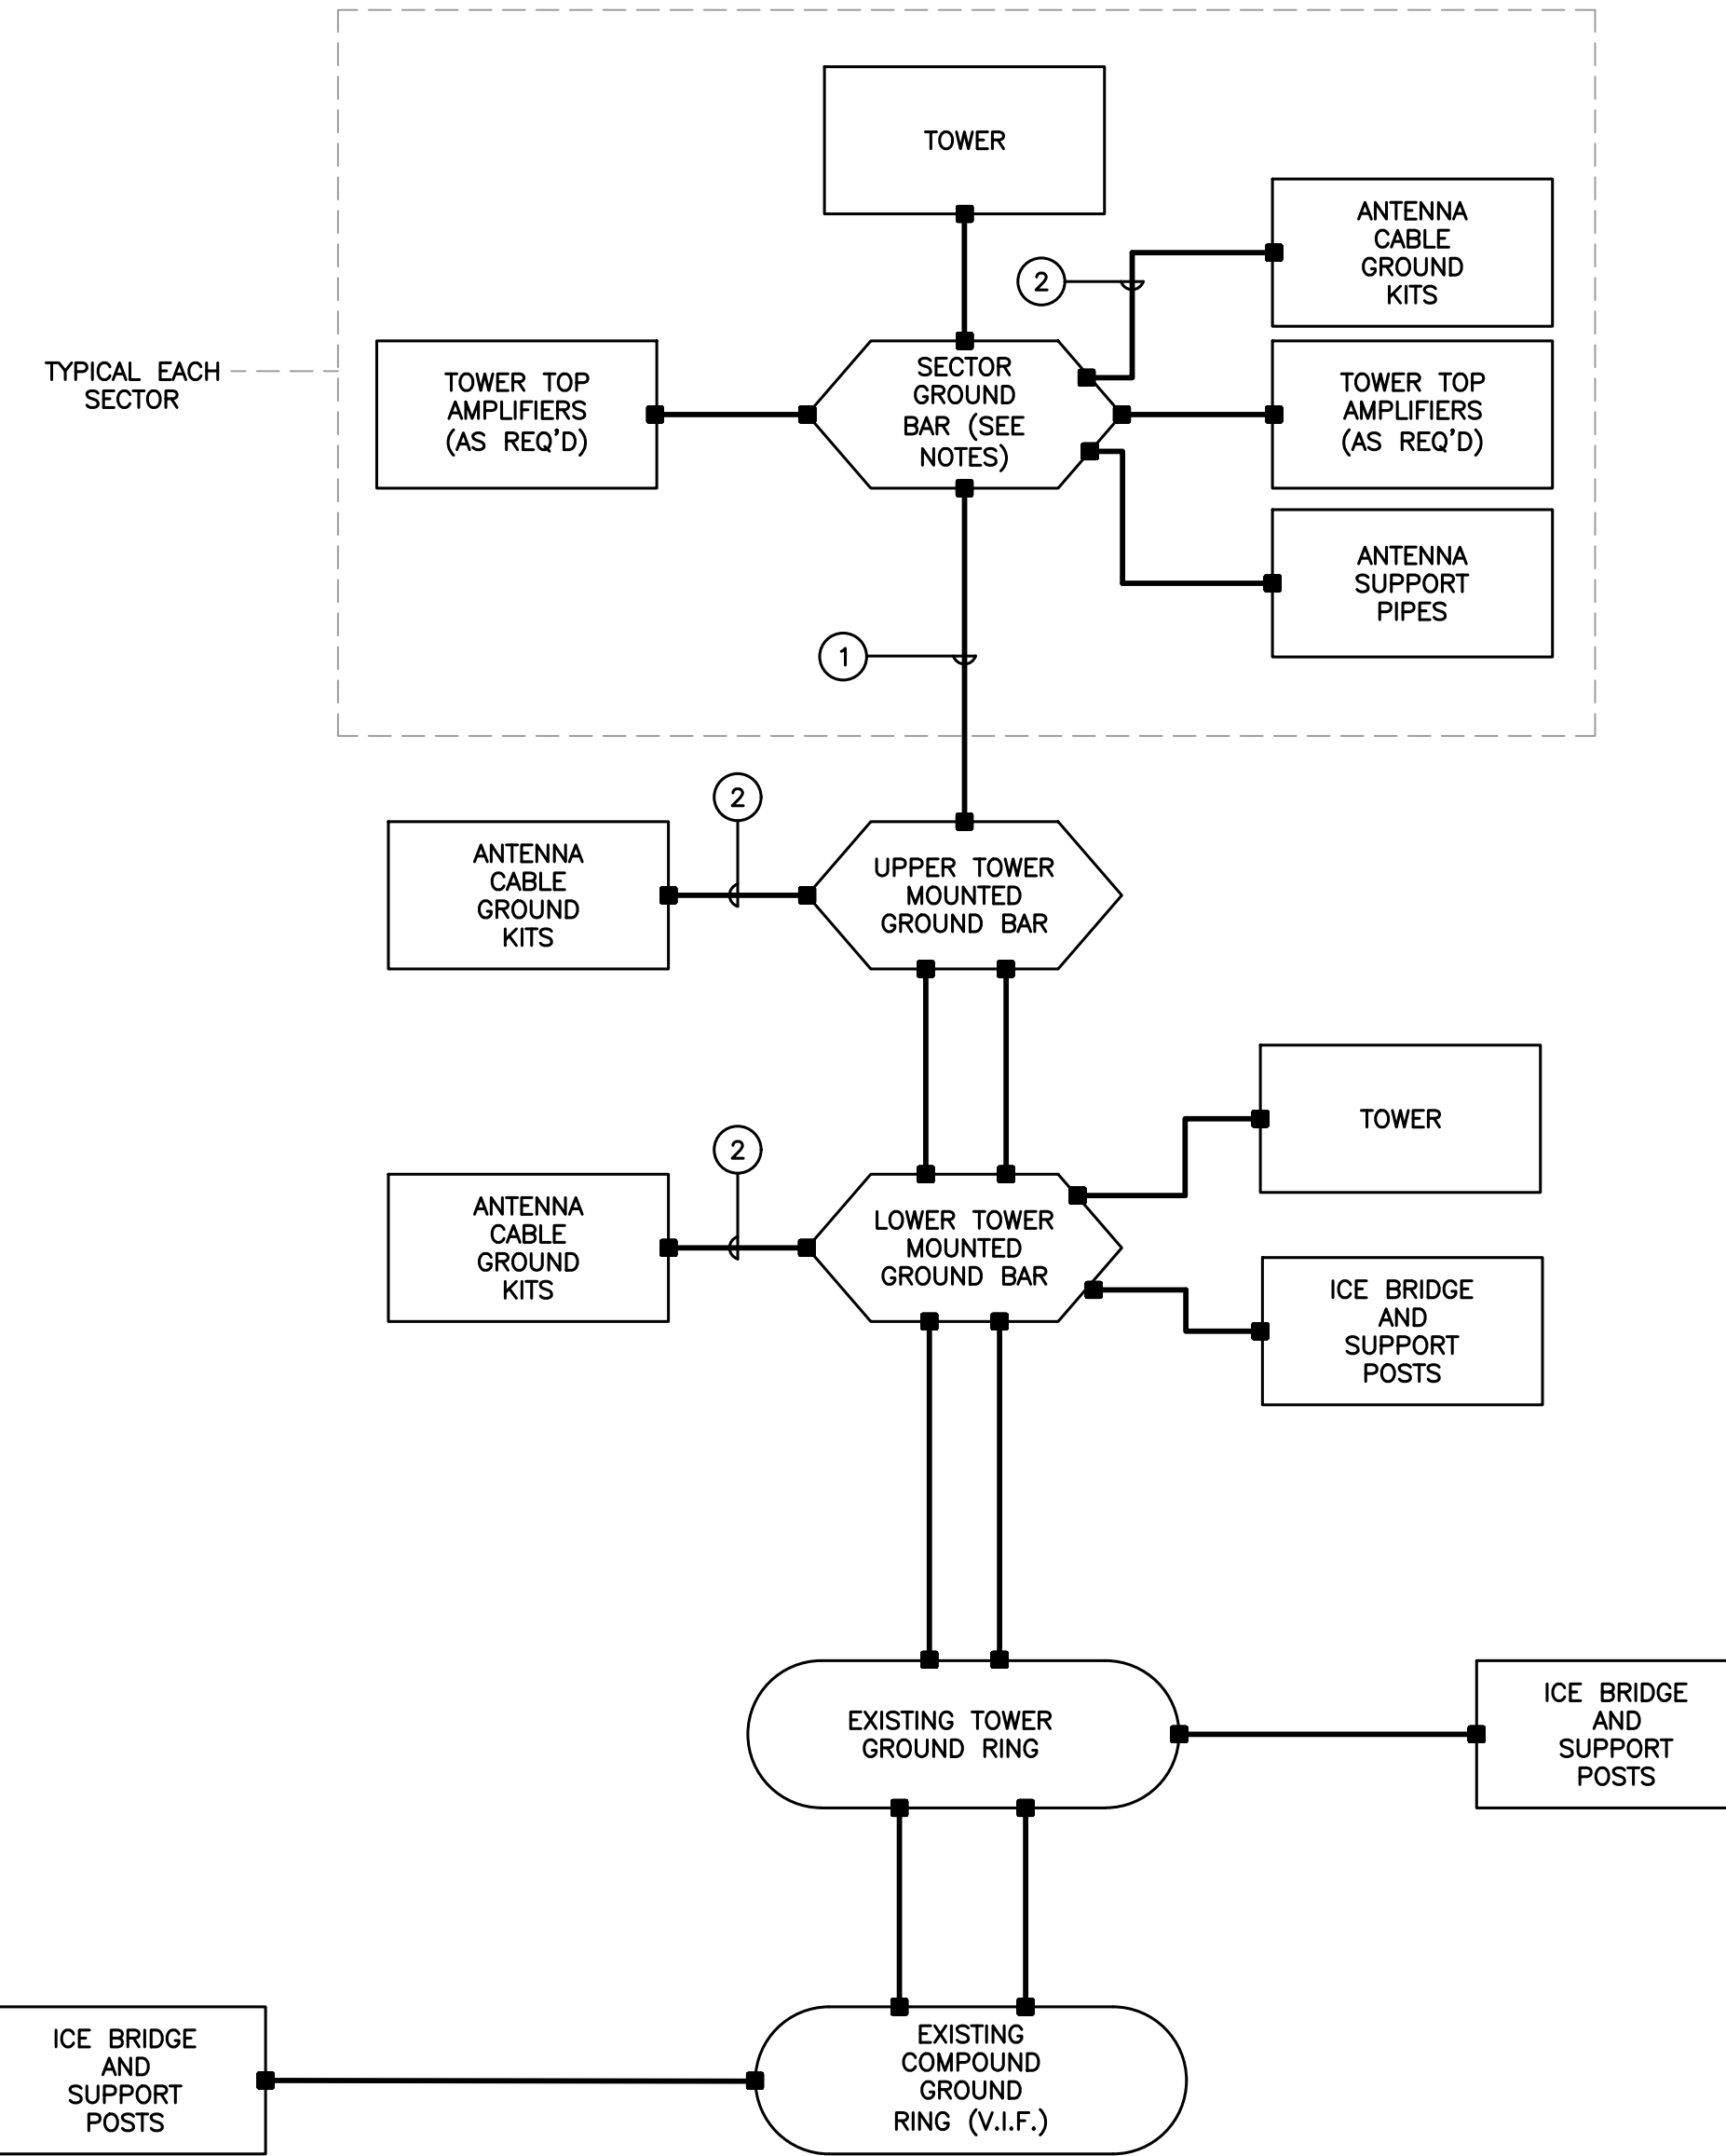 TOWER
ANTENNA
CABLE
GROUND
KITS
2
TYPICAL EACH
SECTOR
TOWER TOP
AMPLIFIERS
(AS REQ'D)
SECTOR
GROUND
BAR (SEE
NOTES)
TOWER TOP
AMPLIFIERS
(AS REQ'D)
ANTENNA
SUPPORT
PIPES
1
2
ANTENNA
CABLE
GROUND
KITS
UPPER TOWER
MOUNTED
GROUND BAR
TOWER
2
ANTENNA
CABLE
GROUND
KITS
LOWER TOWER
MOUNTED
GROUND BAR
ICE BRIDGE
AND
SUPPORT
POSTS
EXISTING TOWER
GROUND RING
ICE BRIDGE
AND
SUPPORT
POSTS
ICE BRIDGE
AND
SUPPORT
POSTS
EXISTING
COMPOUND
GROUND
RING (V.I.F.)